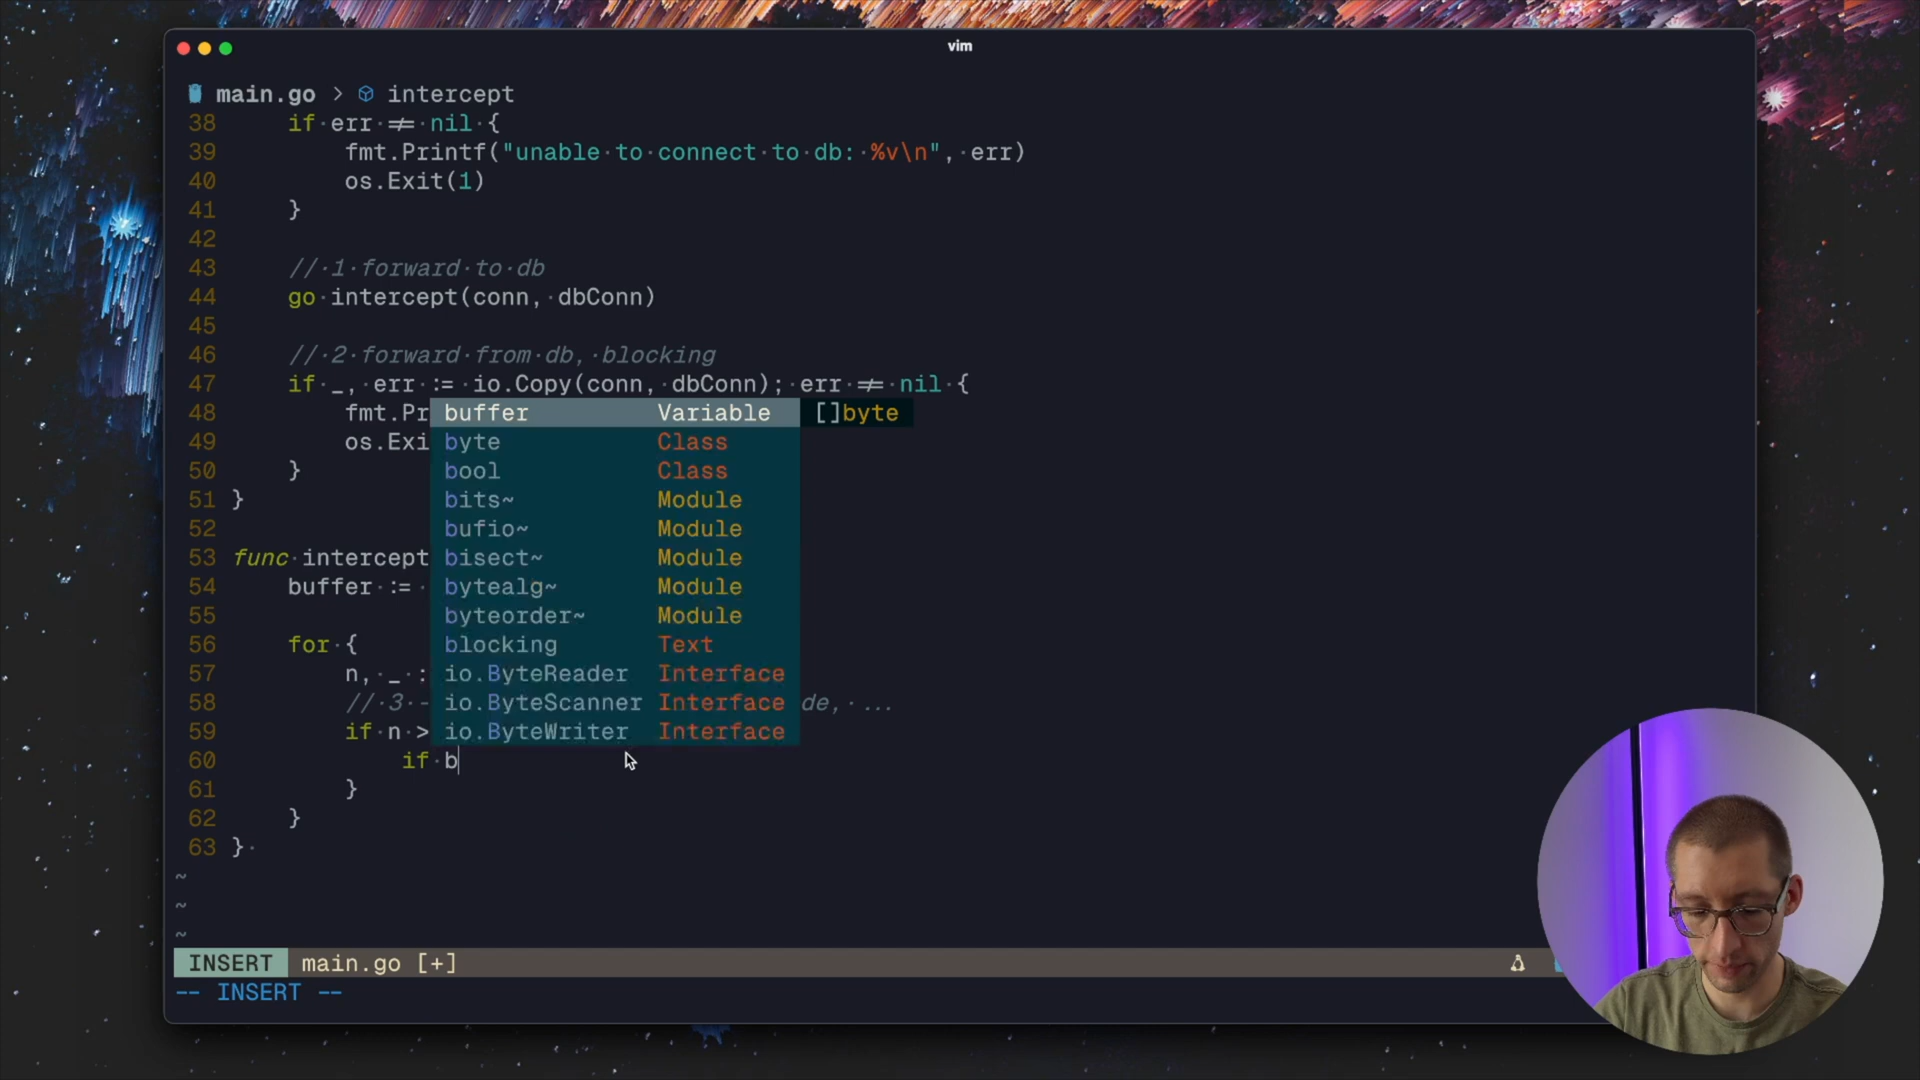 vim
main.go > intercept
38 if err != nil {
39 fmt.Printf("unable·to·connect·to·db:·%v\n",·err)
40 os.Exit(1)
41 }
42
43 //·1·forward·to·db
44 go·intercept(conn,·dbConn)
45
46 //·2·forward·from·db,·blocking
47 if·_,·err·:=·io.Copy(conn,·dbConn);·err·!=·nil·{
48 fmt.Pr buffer Variable []byte
49 os.Exi byte Class
50 } bool Class
51 } bits~ Module
52 bufio~ Module
53 func·intercept bisect~ Module
54 buffer·:=· bytealg~ Module
55 byteorder~ Module
56 for·{ blocking Text
57 n,·_·: io.ByteReader Interface
58 //·3·- io.ByteScanner Interface de,·...
59 if·n·> io.ByteWriter Interface
60 if·b
61 }
62 }
63 }·
~
~
~
INSERT main.go [+]
-- INSERT --